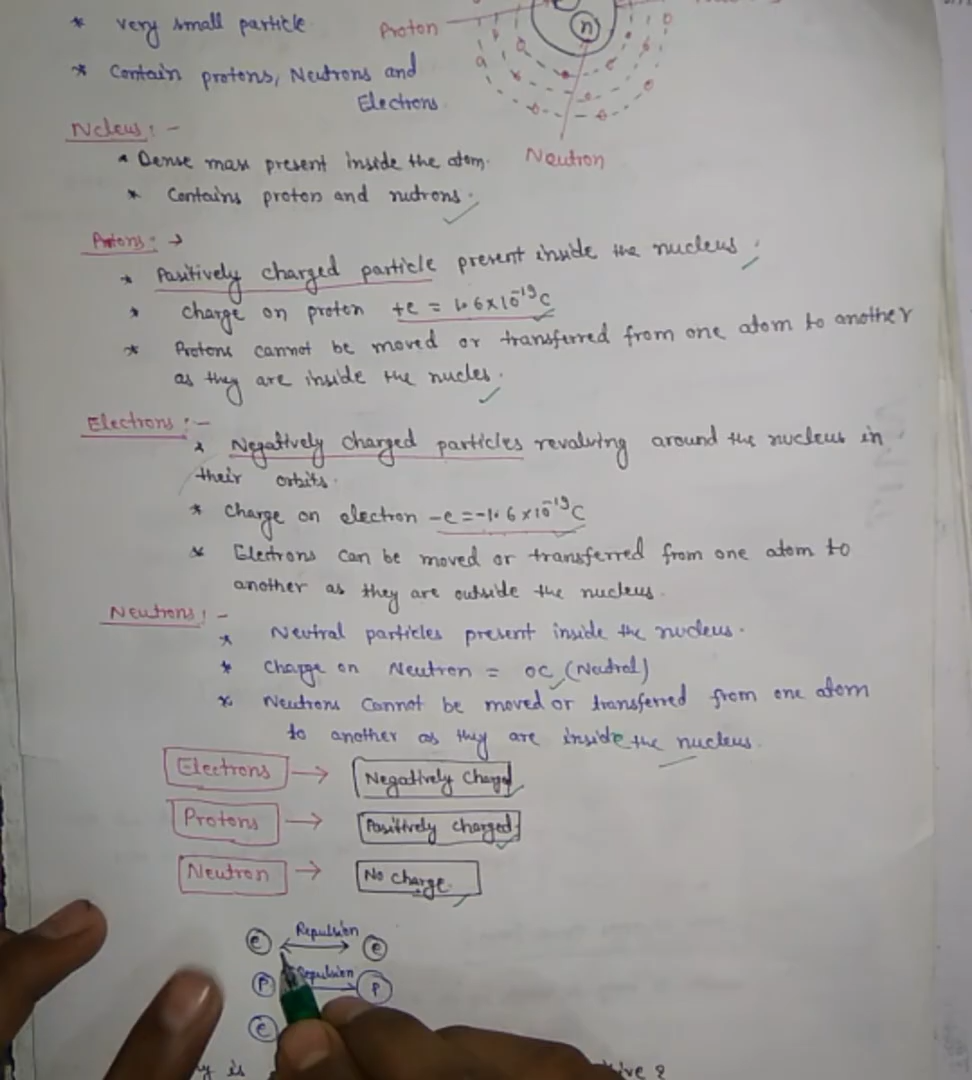 * very small particle
Proton
n
* Contain protons, Neutrons and
Electrons
Neutron
Ncleus: -
* Dense mass present inside the atom.
* Contains proton and nutrons.
Protons: →
* Positively charged particle present inside the nucleus.
* charge on proton +e = 1.6×10⁻¹⁹C
* Protons cannot be moved or transferred from one atom to another
as they are inside the nucles.
Electrons: -
* Negatively charged particles revolving around the nucleus in
their orbits.
* Charge on electron -e = -1.6×10⁻¹⁹C
* Electrons can be moved or transferred from one atom to
another as they are outside the nucleus.
Neutrons: -
* Neutral particles present inside the nucleus.
* Charge on Neutron = 0C (Neutral)
* Neutrons cannot be moved or transferred from one atom
to another as they are inside the nucleus.
Electrons → Negatively Charged
Protons → Positively charged
Neutron → No charge.
e Repulsion e
P Repulsion P
e
is